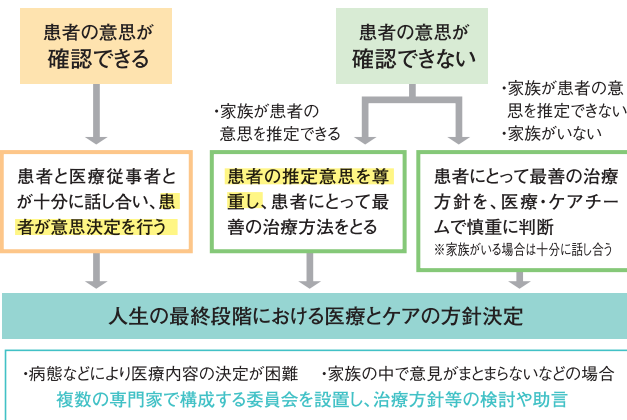 患者の意思が
確認できる
患者の意思が
確認できない
・家族が患者の
意思を推定できる
・家族が患者の意
思を推定できない
・家族がいない
患者と医療従事者と
が十分に話し合い、患
者が意思決定を行う
患者の推定意思を尊
重し、患者にとって最
善の治療方法をとる
患者にとって最善の治療
方針を、医療・ケアチー
ムで慎重に判断
※家族がいる場合は十分に話し合う
人生の最終段階における医療とケアの方針決定
・病態などにより医療内容の決定が困難　・家族の中で意見がまとまらないなどの場合
複数の専門家で構成する委員会を設置し、治療方針等の検討や助言